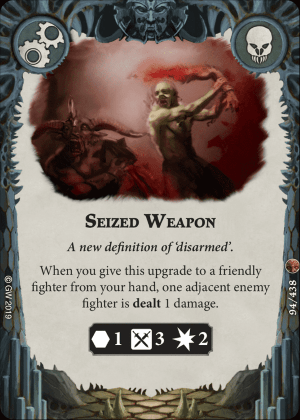 Seized Weapon
A new definition of ‘disarmed’.
When you give this upgrade to a friendly
fighter from your hand, one adjacent enemy
fighter is dealt 1 damage.
1 3 2
© GW 2019
94/438